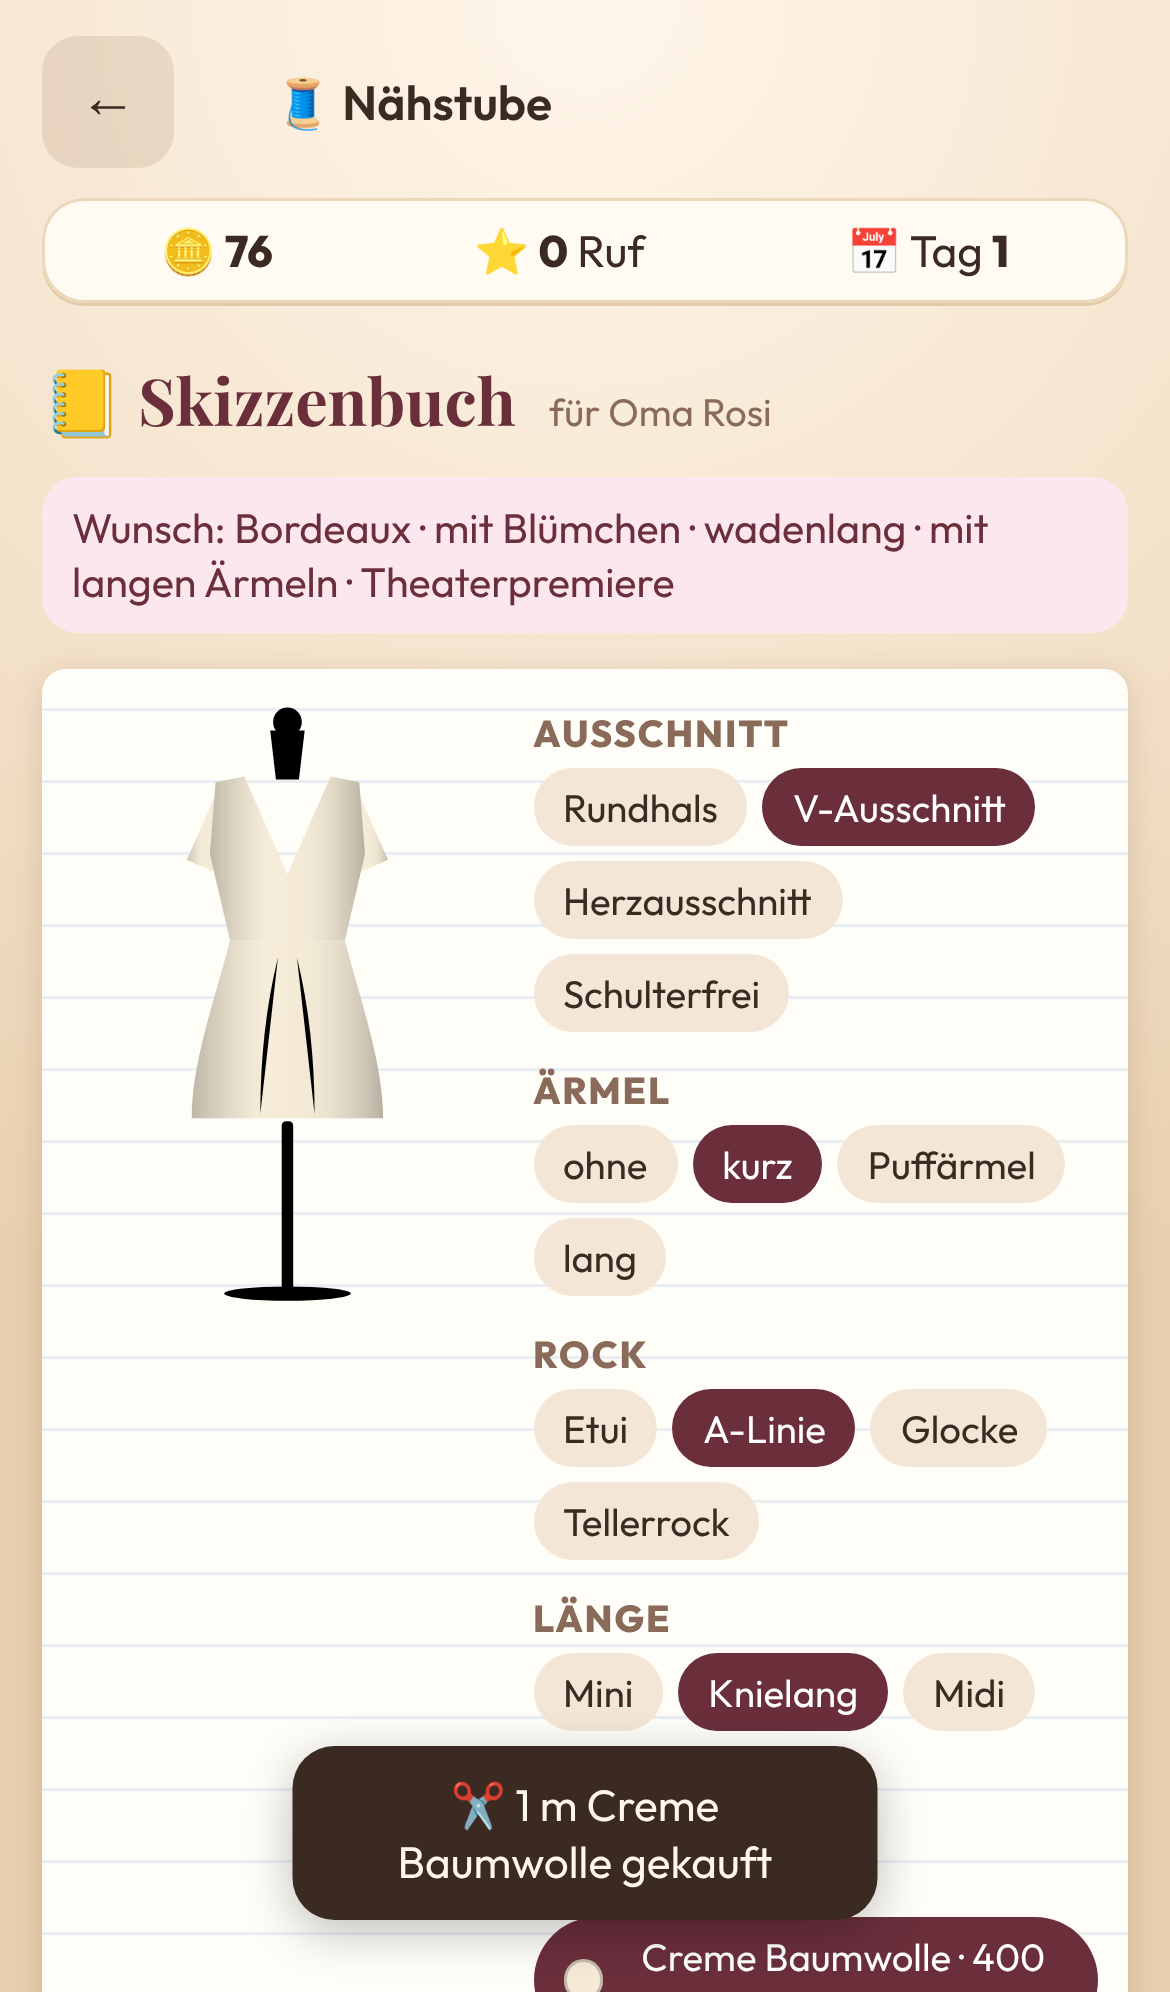 ←
Nähstube
76
0 Ruf
July 17
Tag 1
Skizzenbuch für Oma Rosi
Wunsch: Bordeaux · mit Blümchen · wadenlang · mit
langen Ärmeln · Theaterpremiere
AUSSCHNITT
Rundhals V-Ausschnitt
Herzausschnitt
Schulterfrei
ÄRMEL
ohne kurz Puffärmel
lang
ROCK
Etui A-Linie Glocke
Tellerrock
LÄNGE
Mini Knielang Midi
1 m Creme
Baumwolle gekauft
Creme Baumwolle · 400